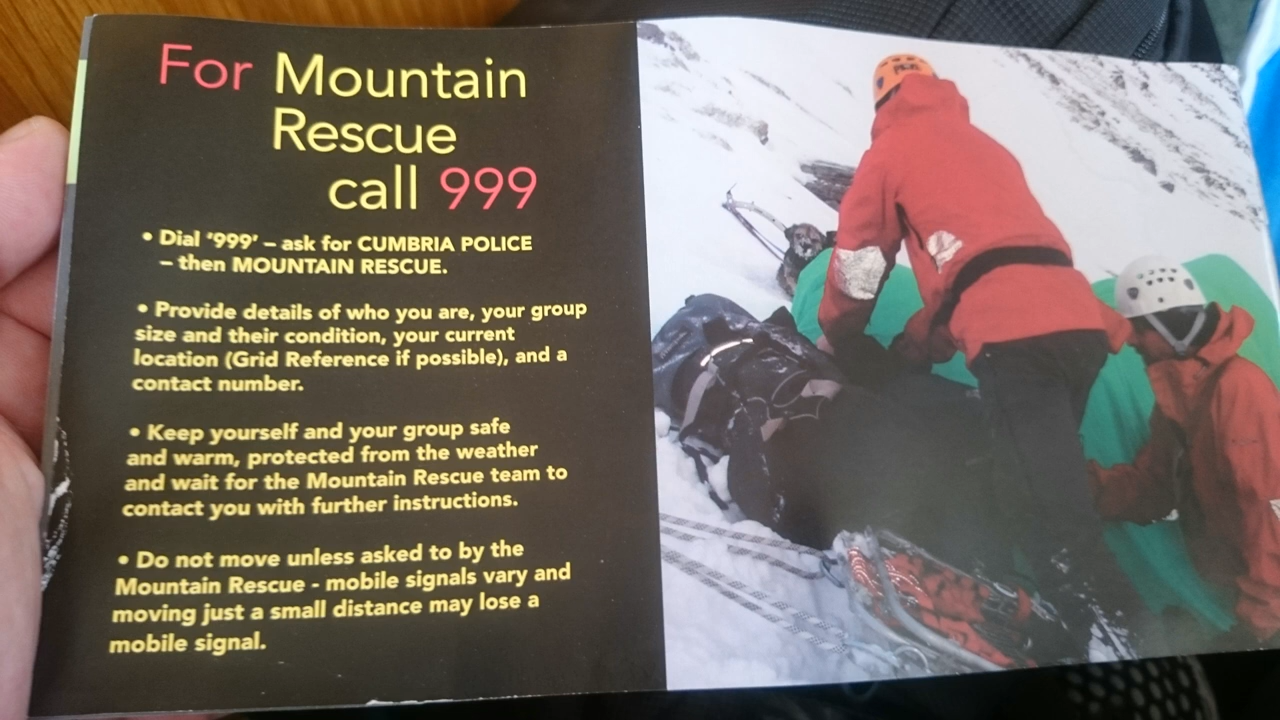 For Mountain
Rescue
call 999
• Dial ‘999’ – ask for CUMBRIA POLICE
– then MOUNTAIN RESCUE.
• Provide details of who you are, your group
size and their condition, your current
location (Grid Reference if possible), and a
contact number.
• Keep yourself and your group safe
and warm, protected from the weather
and wait for the Mountain Rescue team to
contact you with further instructions.
• Do not move unless asked to by the
Mountain Rescue - mobile signals vary and
moving just a small distance may lose a
mobile signal.